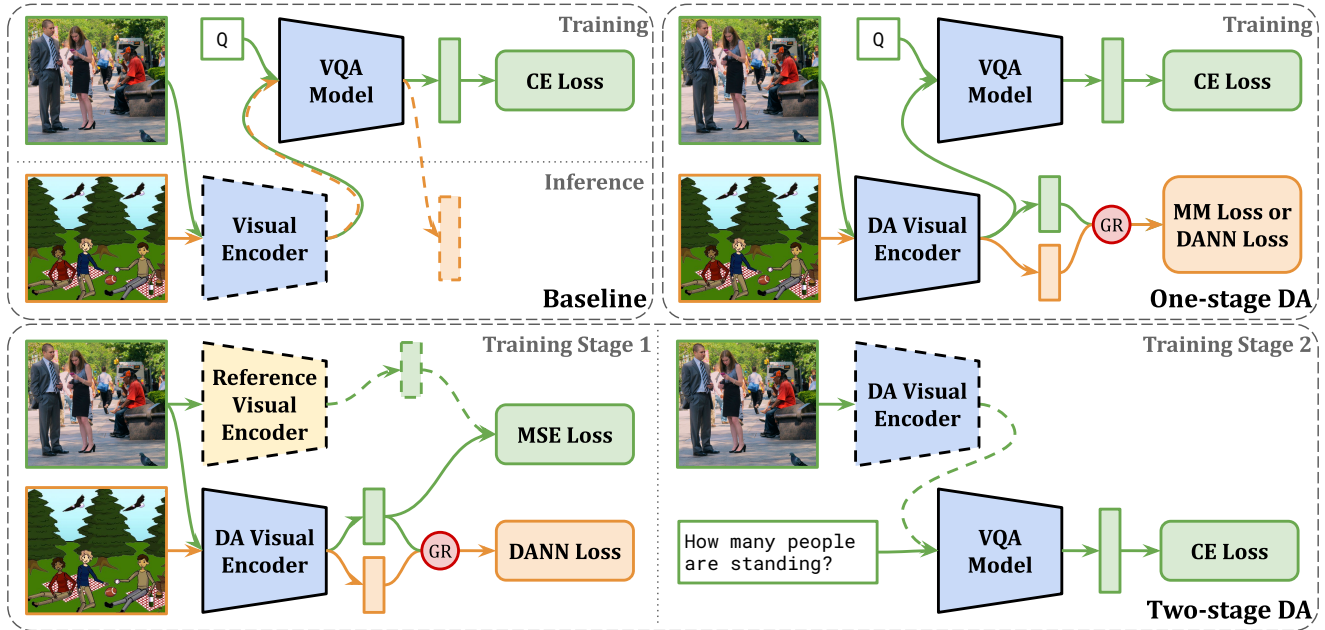 Training
Q
VQA
Model
CE Loss
Inference
Visual
Encoder
Baseline
Training
Q
VQA
Model
CE Loss
DA Visual
Encoder
GR
MM Loss or
DANN Loss
One-stage DA
Training Stage 1
Reference
Visual
Encoder
MSE Loss
DA Visual
Encoder
GR
DANN Loss
Training Stage 2
DA Visual
Encoder
How many people
are standing?
VQA
Model
CE Loss
Two-stage DA